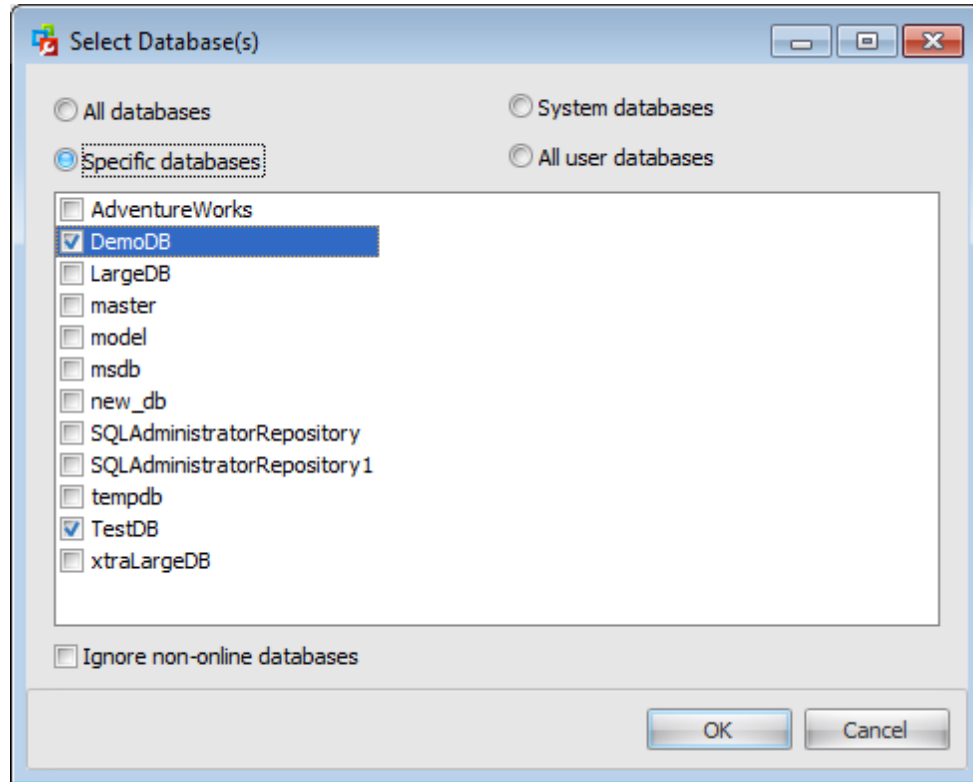 Select Database(s)
All databases
System databases
Specific databases
All user databases
AdventureWorks
DemoDB
LargeDB
master
model
msdb
new_db
SQLAdministratorRepository
SQLAdministratorRepository1
tempdb
TestDB
xtraLargeDB
Ignore non-online databases
OK
Cancel